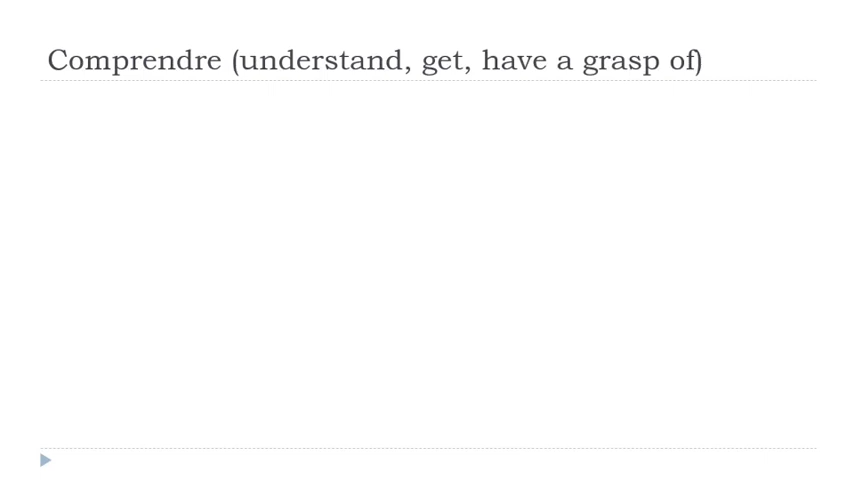 Comprendre (understand, get, have a grasp of)